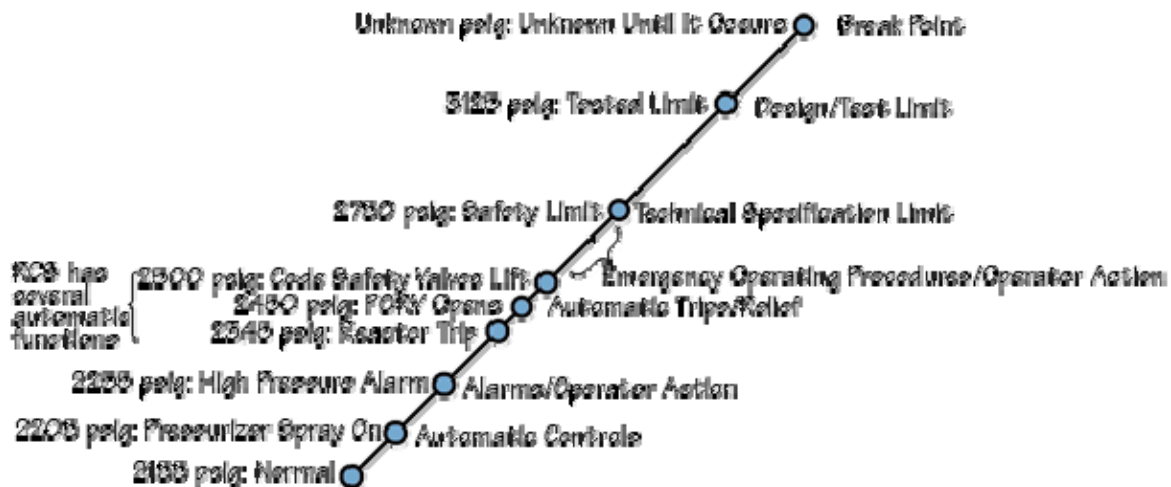 Unknown psig: Unknown Until It Occurs Break Point
3125 psig: Tested Limit Design/Test Limit
2750 psig: Safety Limit Technical Specification Limit
RCS has
several
automatic
functions
2500 psig: Code Safety Valves Lift Emergency Operating Procedures/Operator Action
2450 psig: PORV Opens Automatic Trips/Relief
2345 psig: Reactor Trip
2255 psig: High Pressure Alarm Alarms/Operator Action
2205 psig: Pressurizer Spray On Automatic Controls
2155 psig: Normal